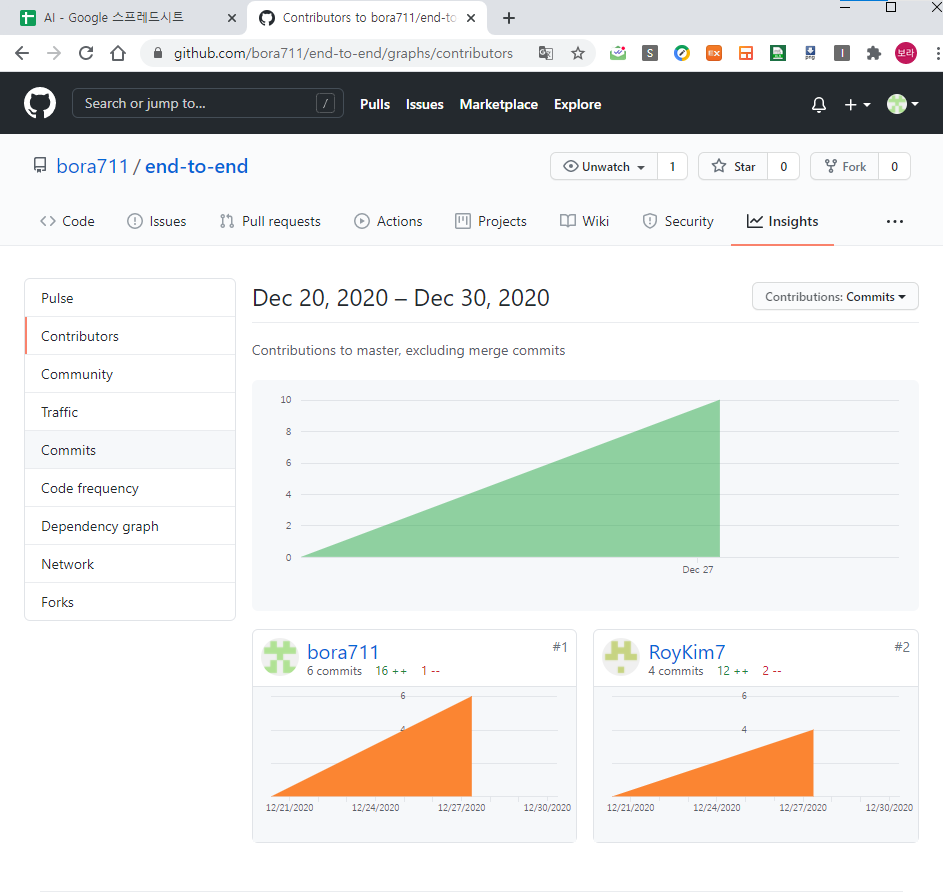 AI - Google 스프레드시트
Contributors to bora711/end-to
github.com/bora711/end-to-end/graphs/contributors
S
보라
Search or jump to...
/
Pulls Issues Marketplace Explore
bora711 / end-to-end
Unwatch 1 Star 0 Fork 0
Code Issues Pull requests Actions Projects Wiki Security Insights
Pulse
Contributors
Community
Traffic
Commits
Code frequency
Dependency graph
Network
Forks
Dec 20, 2020 – Dec 30, 2020
Contributions: Commits
Contributions to master, excluding merge commits
10
8
6
4
2
0
Dec 27
bora711 #1
6 commits 16 ++ 1 --
6
4
12/21/2020 12/24/2020 12/27/2020 12/30/2020
RoyKim7 #2
4 commits 12 ++ 2 --
6
4
12/21/2020 12/24/2020 12/27/2020 12/30/2020